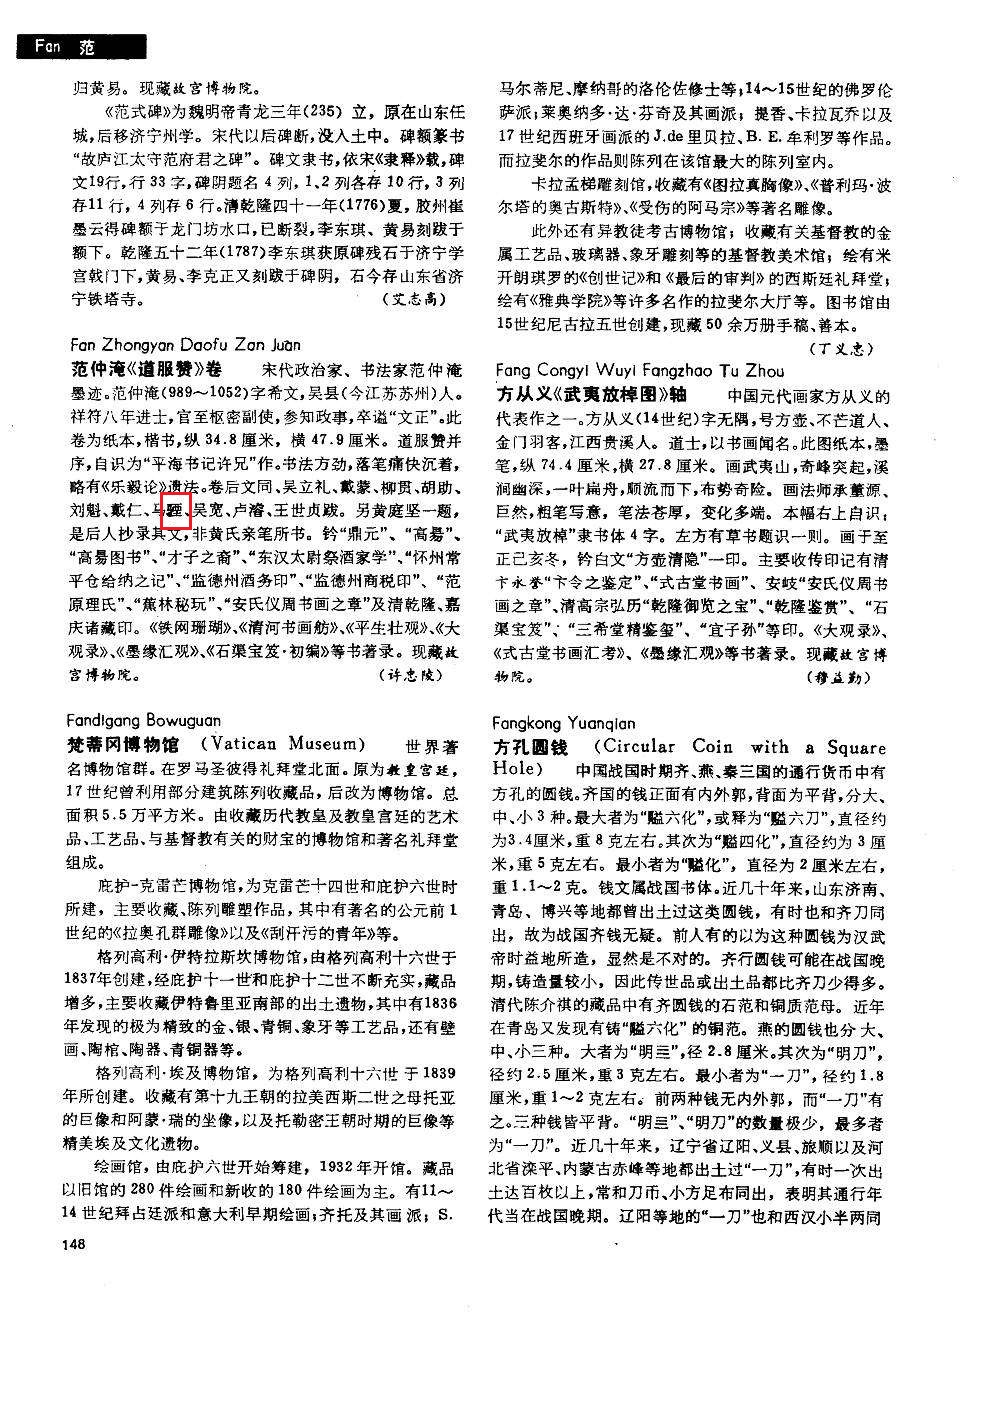 Fan 范
归黄易。现藏故宫博物院。
《范式碑》为魏明帝青龙三年(235)立，原在山东任
城,后移济宁州学。宋代以后碑断,没入土中。碑额篆书
“故庐江太守范府君之碑”。碑文隶书,依宋《隶释》载,碑
文19行,行33字,碑阴题名4列,1、2列各存10行,3列
存11行,4列存6行。清乾隆四十一年(1776)夏,胶州崔
墨云得碑额于龙门坊水口,已断裂,李东琪、黄易刻跋于
额下。乾隆五十二年(1787)李东琪获原碑残石于济宁学
宫戟门下,黄易、李克正又刻跋于碑阴，石今存山东省济
宁铁塔寺。 (艾志高)
Fan Zhongyan Daofu Zan Juan
范仲淹《道服赞》卷 宋代政治家、书法家范仲淹
墨迹。范仲淹(989～1052)字希文,吴县(今江苏苏州)人。
祥符八年进士,官至枢密副使,参知政事,卒谥“文正”。此
卷为纸本,楷书,纵34.8厘米，横47.9厘米。道服赞并
序,自识为“平海书记许兄”作。书法方劲,落笔痛快沉着,
略有《乐毅论》遗法。卷后文同、吴立礼、戴蒙、柳贯、胡助、
刘魁、戴仁、马、吴宽、卢濬、王世贞跋。另黄庭坚一题,
是后人抄录其文,非黄氏亲笔所书。钤“鼎元”、“高昜”、
“高昜图书”、“才子之裔”、“东汉太尉祭酒家学”、“怀州常
平仓给纳之记”、“监德州酒务印”、“监德州商税印”、“范
原理氏”、“蕉林秘玩”、“安氏仪周书画之章”及清乾隆、嘉
庆诸藏印。《铁网珊瑚》、《清河书画舫》、《平生壮观》、《大
观录》、《墨缘汇观》、《石渠宝笈·初编》等书著录。现藏故
宫博物院。 (许忠陵)
Fandigang Bowuguan
梵蒂冈博物馆 (Vatican Museum) 世界著
名博物馆群。在罗马圣彼得礼拜堂北面。原为教皇宫廷,
17世纪曾利用部分建筑陈列收藏品，后改为博物馆。总
面积5.5万平方米。由收藏历代教皇及教皇宫廷的艺术
品、工艺品、与基督教有关的财宝的博物馆和著名礼拜堂
组成。
庇护-克雷芒博物馆,为克雷芒十四世和庇护六世时
所建，主要收藏、陈列雕塑作品,其中有著名的公元前1
世纪的《拉奥孔群雕像》以及《刮汗污的青年》等。
格列高利·伊特拉斯坎博物馆,由格列高利十六世于
1837年创建,经庇护十一世和庇护十二世不断充实,藏品
增多,主要收藏伊特鲁里亚南部的出土遗物,其中有1836
年发现的极为精致的金、银、青铜、象牙等工艺品,还有壁
画、陶棺、陶器、青铜器等。
格列高利·埃及博物馆，为格列高利十六世于1839
年所创建。收藏有第十九王朝的拉美西斯二世之母托亚
的巨像和阿蒙·瑞的坐像,以及托勒密王朝时期的巨像等
精美埃及文化遗物。
绘画馆，由庇护六世开始筹建，1932年开馆。藏品
以旧馆的280件绘画和新收的180件绘画为主。有11～
14世纪拜占廷派和意大利早期绘画;齐托及其画派；S.
148
马尔蒂尼、摩纳哥的洛伦佐修士等;14～15世纪的佛罗伦
萨派;莱奥纳多·达·芬奇及其画派；提香、卡拉瓦乔以及
17世纪西班牙画派的J.de里贝拉、B.E.牟利罗等作品。
而拉斐尔的作品则陈列在该馆最大的陈列室内。
卡拉孟梯雕刻馆,收藏有《图拉真胸像》、《普利玛·波
尔塔的奥古斯特》、《受伤的阿马宗》等著名雕像。
此外还有异教徒考古博物馆；收藏有关基督教的金
属工艺品、玻璃器、象牙雕刻等的基督教美术馆；绘有米
开朗琪罗的《创世记》和《最后的审判》的西斯廷礼拜堂;
绘有《雅典学院》等许多名作的拉斐尔大厅等。图书馆由
15世纪尼古拉五世创建,现藏50余万册手稿、善本。
(丁义忠)
Fang Congyi Wuyi Fangzhao Tu Zhou
方从义《武夷放棹图》轴 中国元代画家方从义的
代表作之一。方从义(14世纪)字无隅,号方壶、不芒道人、
金门羽客,江西贵溪人。道士,以书画闻名。此图纸本,墨
笔,纵74.4厘米,横27.8厘米。画武夷山,奇峰突起,溪
涧幽深,一叶扁舟,顺流而下,布势奇险。画法师承董源、
巨然,粗笔写意，笔法苍厚，变化多端。本幅右上自识：
“武夷放棹”隶书体4字。左方有草书题识一则。画于至
正己亥冬，钤白文“方壶清隐”一印。主要收传印记有清
卞永誉“卞令之鉴定”、“式古堂书画”、安岐“安氏仪周书
画之章”、清高宗弘历“乾隆御览之宝”、“乾隆鉴赏”、“石
渠宝笈”、“三希堂精鉴玺”、“宜子孙”等印。《大观录》、
《式古堂书画汇考》、《墨缘汇观》等书著录。现藏故宫博
物院。 (穆益勤)
Fangkong Yuanqian
方孔圆钱 (Circular Coin with a Square
Hole) 中国战国时期齐、燕、秦三国的通行货币中有
方孔的圆钱。齐国的钱正面有内外郭,背面为平背,分大、
中、小3种。最大者为“賹六化”,或释为“賹六刀”,直径约
为3.4厘米,重8克左右。其次为“賹四化”,直径约为3厘
米,重5克左右。最小者为“賹化”，直径为2厘米左右,
重1.1～2克。钱文属战国书体。近几十年来,山东济南、
青岛、博兴等地都曾出土过这类圆钱，有时也和齐刀同
出，故为战国齐钱无疑。前人有的以为这种圆钱为汉武
帝时益地所造，显然是不对的。齐行圆钱可能在战国晚
期,铸造量较小，因此传世品或出土品都比齐刀少得多。
清代陈介祺的藏品中有齐圆钱的石范和铜质范母。近年
在青岛又发现有铸“賹六化”的铜范。燕的圆钱也分大、
中、小三种。大者为“明亖”,径2.8厘米。其次为“明刀”,
径约2.5厘米,重3克左右。最小者为“一刀”，径约1.8
厘米,重1～2克左右。前两种钱无内外郭，而“一刀”有
之。三种钱皆平背。“明亖”、“明刀”的数量极少，最多者
为“一刀”。近几十年来，辽宁省辽阳、义县、旅顺以及河
北省滦平、内蒙古赤峰等地都出土过“一刀”,有时一次出
土达百枚以上,常和刀币、小方足布同出，表明其通行年
代当在战国晚期。辽阳等地的“一刀”也和西汉小半两同